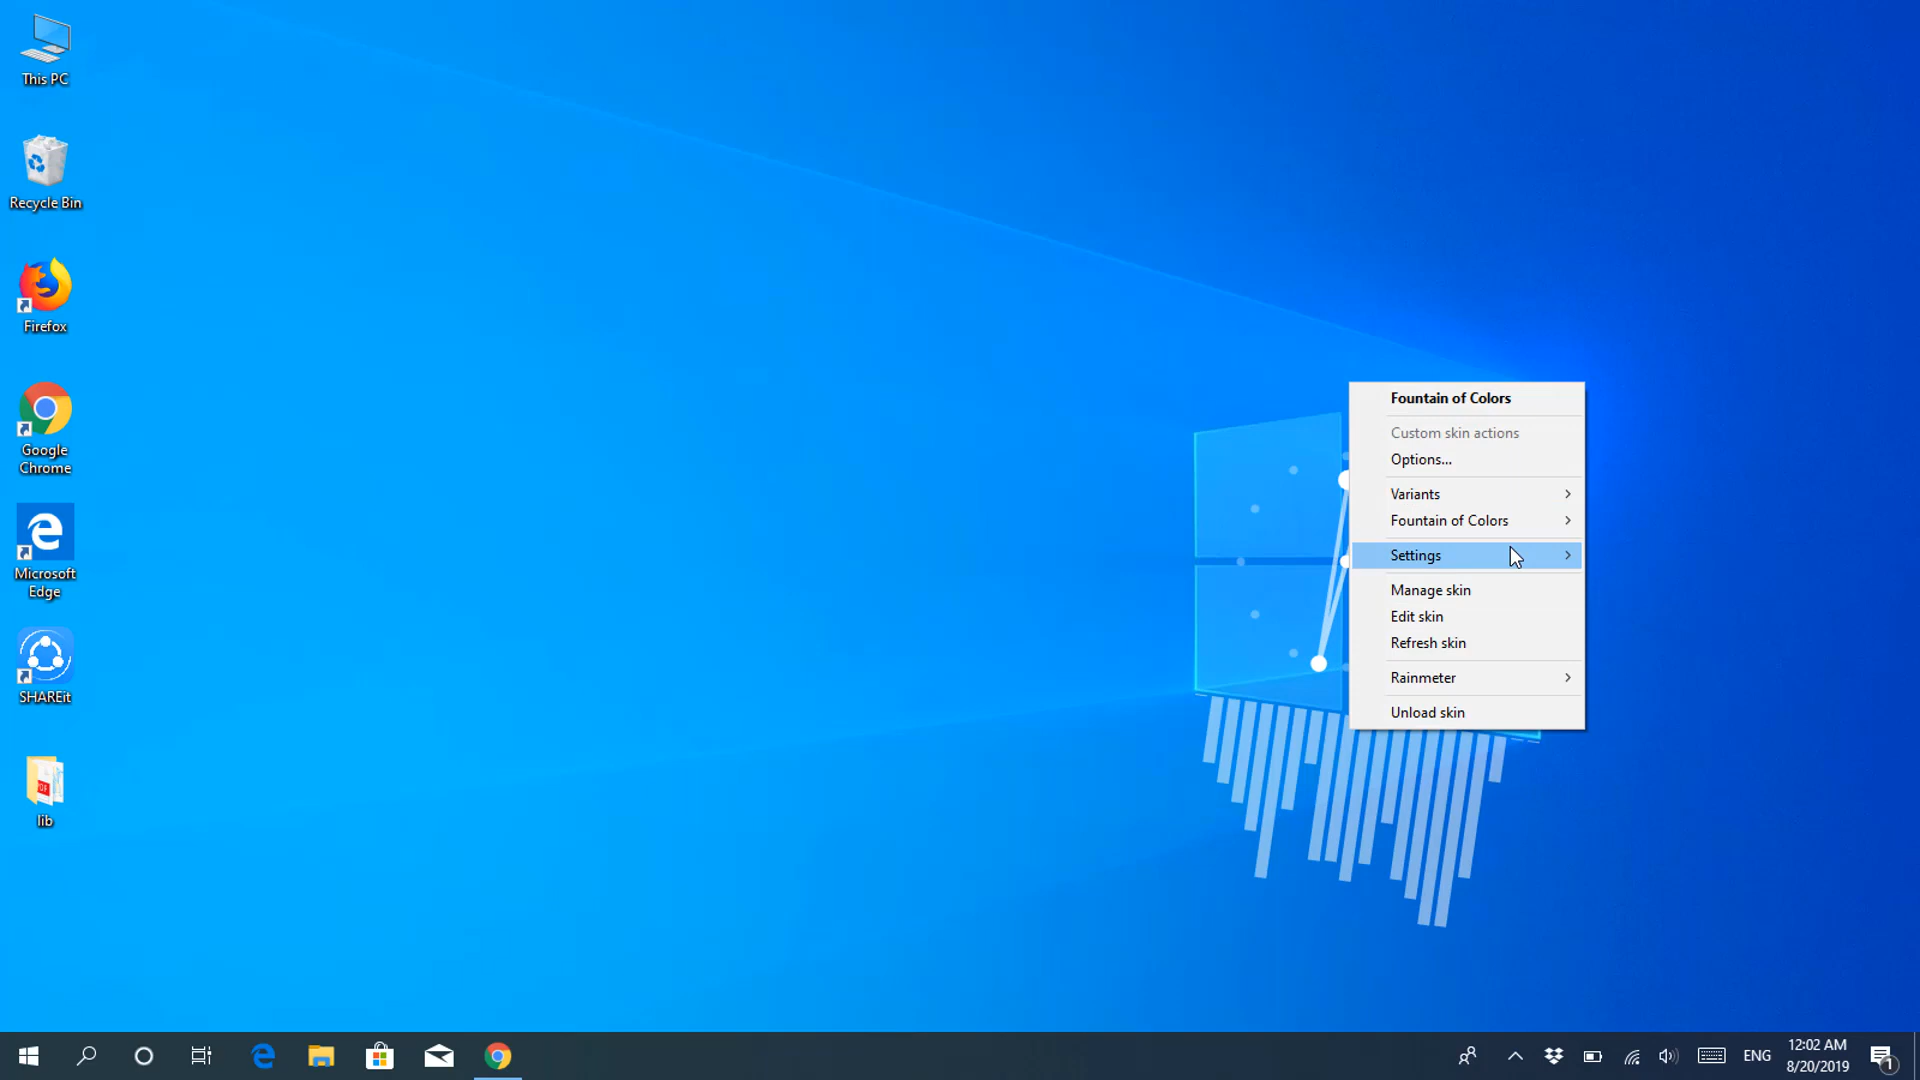 This PC
Recycle Bin
Firefox
Google
Chrome
Microsoft
Edge
SHAREit
lib
Fountain of Colors
Custom skin actions
Options...
Variants
Fountain of Colors
Settings
Manage skin
Edit skin
Refresh skin
Rainmeter
Unload skin
ENG
12:02 AM
8/20/2019
1